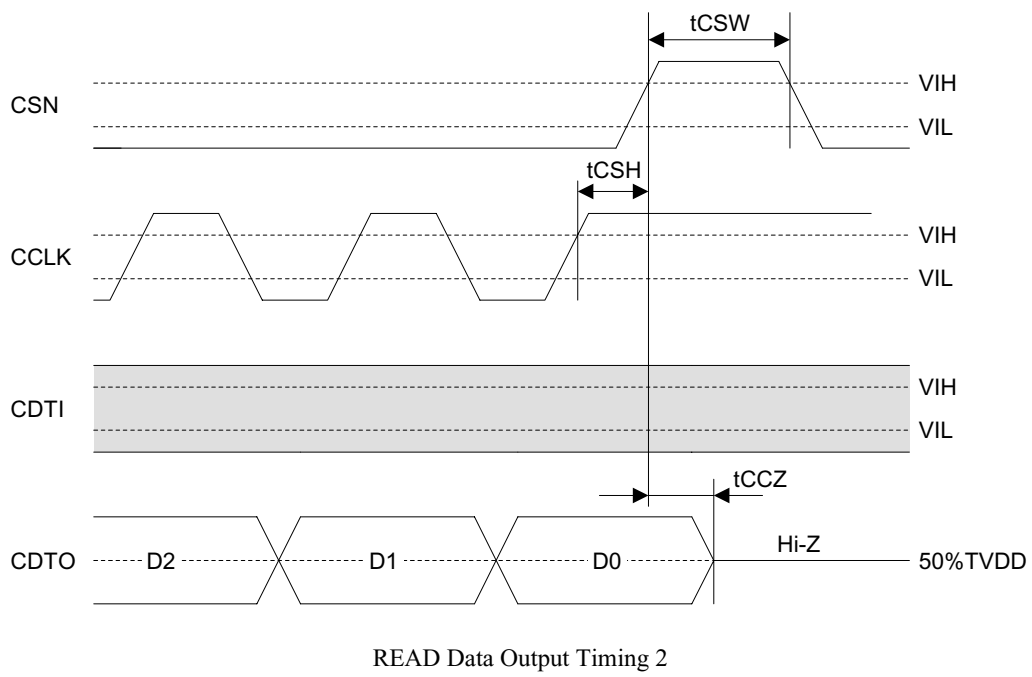 tCSW
CSN
VIH
VIL
tCSH
CCLK
VIH
VIL
CDTI
VIH
VIL
tCCZ
CDTO
D2
D1
D0
Hi-Z
50%TVDD
READ Data Output Timing 2